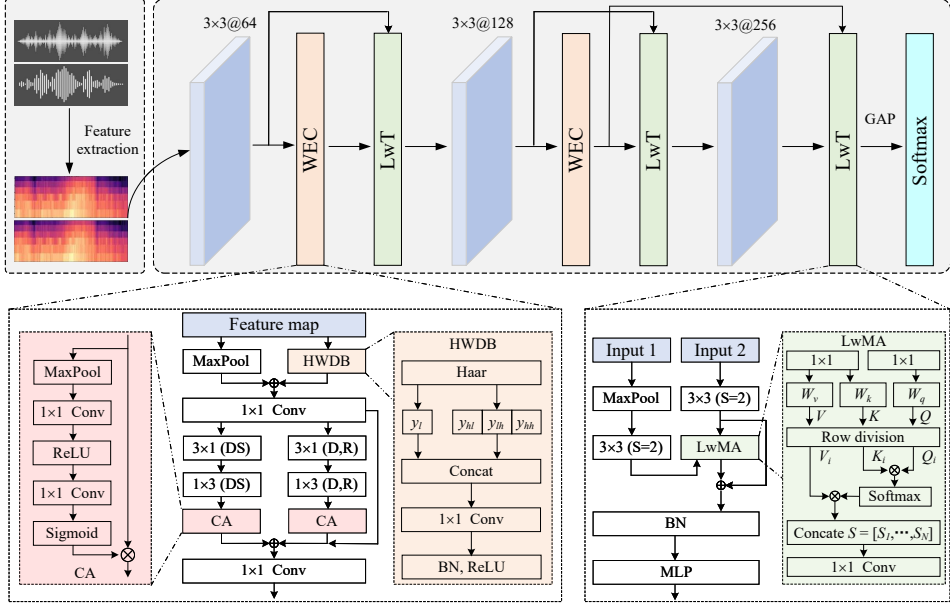 Feature
extraction
3×3@64
WEC
LwT
3×3@128
WEC
LwT
3×3@256
LwT
GAP
Softmax
MaxPool
1×1 Conv
ReLU
1×1 Conv
Sigmoid
CA
Feature map
MaxPool
HWDB
1×1 Conv
3×1 (DS)
3×1 (D,R)
1×3 (DS)
1×3 (D,R)
CA
CA
1×1 Conv
HWDB
Haar
y_l
y_hl y_lh y_hh
Concat
1×1 Conv
BN, ReLU
Input 1
Input 2
MaxPool
3×3 (S=2)
3×3 (S=2)
LwMA
BN
MLP
LwMA
1×1
1×1
W_v
W_k
W_q
V
K
Q
Row division
V_i
K_i
Q_i
Softmax
Concate S = [S_1,···,S_N]
1×1 Conv